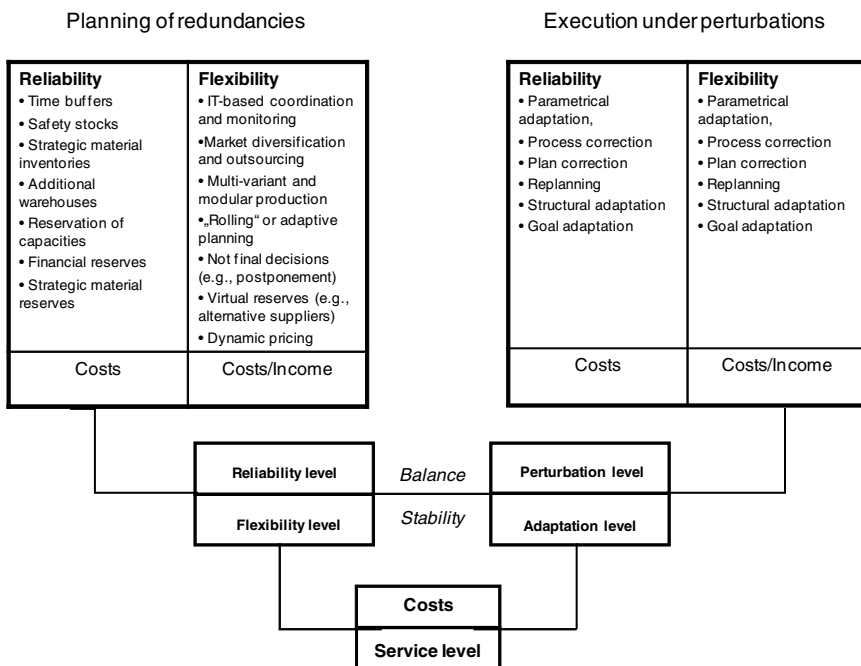 Planning of redundancies
Execution under perturbations
Reliability
• Time buffers
• Safety stocks
• Strategic material
inventories
• Additional
warehouses
• Reservation of
capacities
• Financial reserves
• Strategic material
reserves
Flexibility
• IT-based coordination
and monitoring
•Market diversification
and outsourcing
• Multi-variant and
modular production
•„Rolling“ or adaptive
planning
• Not final decisions
(e.g., postponement)
• Virtual reserves (e.g.,
alternative suppliers)
• Dynamic pricing
Costs
Costs/Income
Reliability
• Parametrical
adaptation,
• Process correction
• Plan correction
• Replanning
• Structural adaptation
• Goal adaptation
Flexibility
• Parametrical
adaptation,
• Process correction
• Plan correction
• Replanning
• Structural adaptation
• Goal adaptation
Costs
Costs/Income
Reliability level
Balance
Perturbation level
Flexibility level
Stability
Adaptation level
Costs
Service level